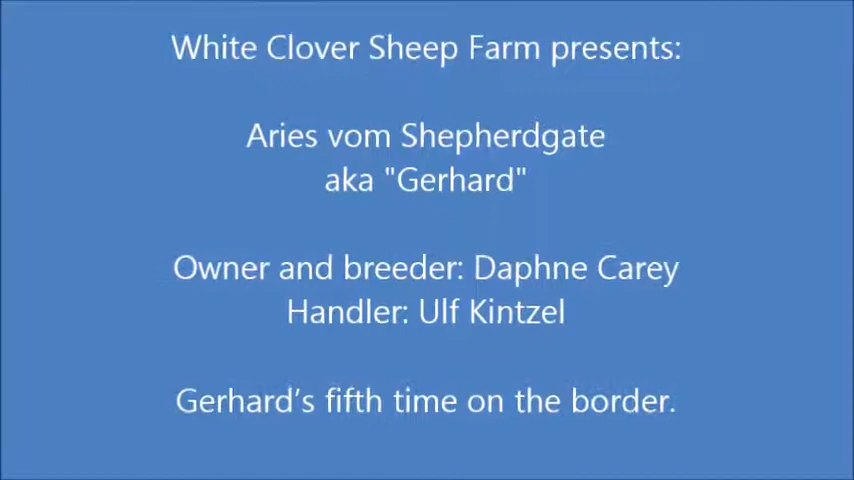 White Clover Sheep Farm presents:
Aries vom Shepherdgate
aka "Gerhard"
Owner and breeder: Daphne Carey
Handler: Ulf Kintzel
Gerhard’s fifth time on the border.